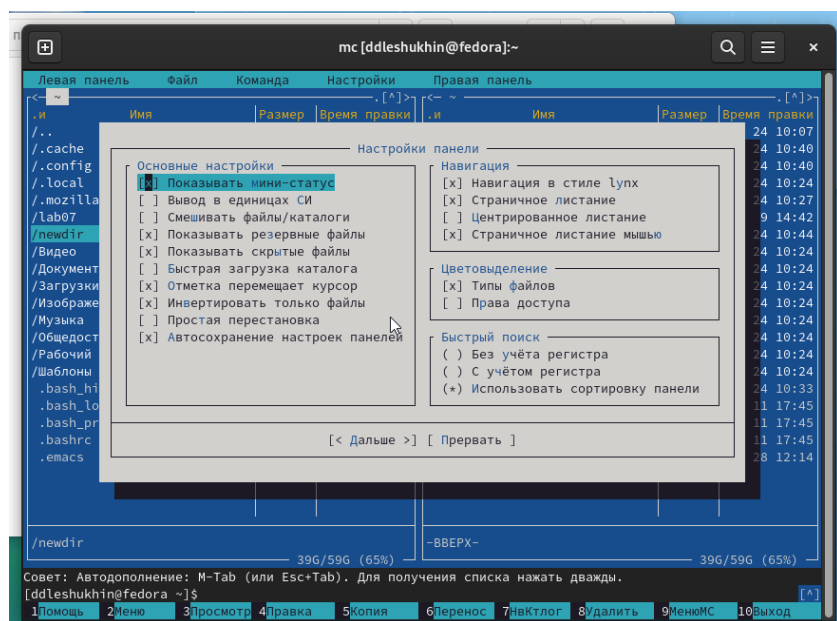 mc [ddleshukhin@fedora]:~
Левая панель Файл Команда Настройки Правая панель
<— ~ .[^]> <— ~ .[^]>
.и Имя Размер Время правки .и Имя Размер Время правки
/.. 24 10:07
/.cache Настройки панели 24 10:40
/.config Основные настройки Навигация 24 10:40
/.local [x] Показывать мини-статус [x] Навигация в стиле lynx 24 10:24
/.mozilla [ ] Вывод в единицах СИ [x] Страничное листание 24 10:27
/lab07 [ ] Смешивать файлы/каталоги [ ] Центрированное листание 9 14:42
/newdir [x] Показывать резервные файлы [x] Страничное листание мышью 24 10:44
/Видео [x] Показывать скрытые файлы 24 10:24
/Документ [ ] Быстрая загрузка каталога Цветовыделение 24 10:24
/Загрузки [x] Отметка перемещает курсор [x] Типы файлов 24 10:24
/Изображе [x] Инвертировать только файлы [ ] Права доступа 24 10:24
/Музыка [ ] Простая перестановка 24 10:24
/Общедост [x] Автосохранение настроек панелей Быстрый поиск 24 10:24
/Рабочий ( ) Без учёта регистра 24 10:24
/Шаблоны ( ) С учётом регистра 24 10:24
.bash_hi (*) Использовать сортировку панели 24 10:33
.bash_lo 11 17:45
.bash_pr 11 17:45
.bashrc [< Дальше >] [ Прервать ] 11 17:45
.emacs 28 12:14
/newdir -ВВЕРХ-
39G/59G (65%) 39G/59G (65%)
Совет: Автодополнение: M-Tab (или Esc+Tab). Для получения списка нажать дважды.
[ddleshukhin@fedora ~]$ [^]
1Помощь 2Меню 3Просмотр 4Правка 5Копия 6Перенос 7НвКтлог 8Удалить 9МенюМС 10Выход